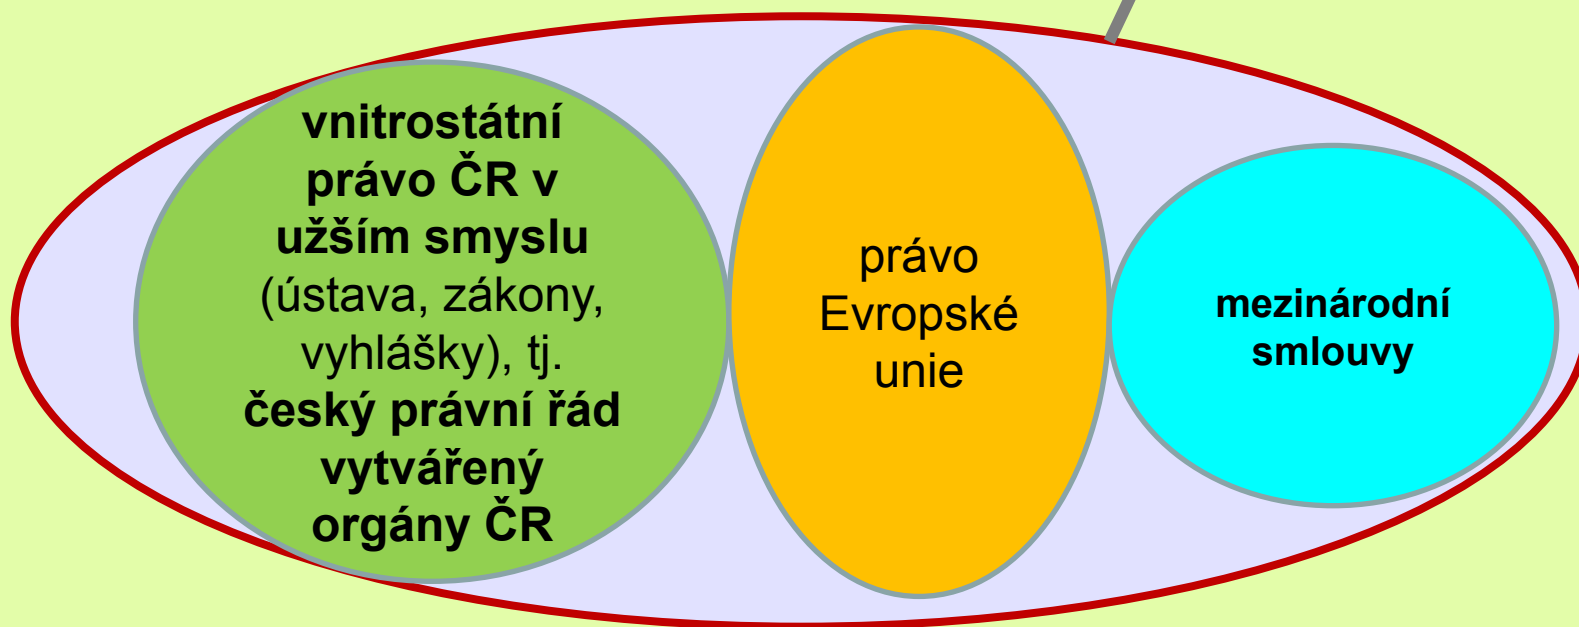 vnitrostátní
právo ČR v
užším smyslu
(ústava, zákony,
vyhlášky), tj.
český právní řád
vytvářený
orgány ČR
právo
Evropské
unie
mezinárodní
smlouvy